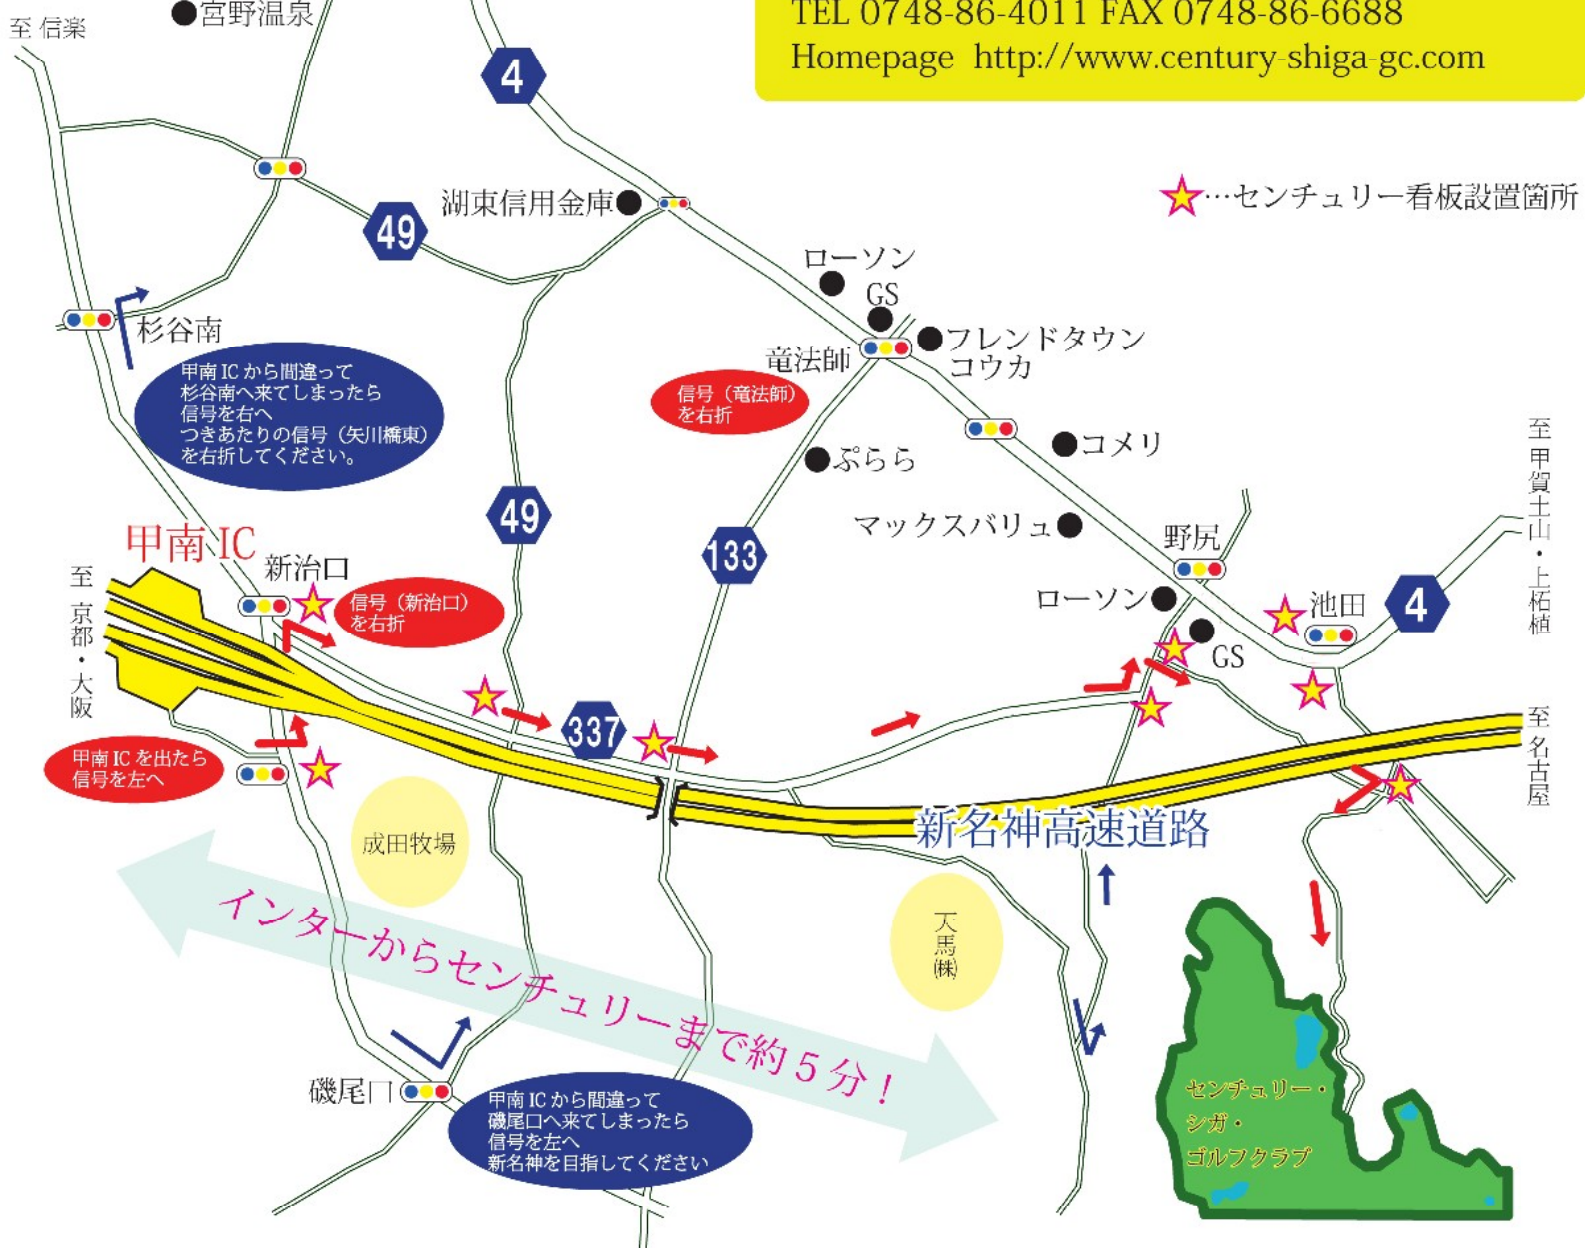 TEL 0748-86-4011 FAX 0748-86-6688
Homepage http://www.century-shiga-gc.com
至 信楽
宮野温泉
4
…センチュリー看板設置箇所
湖東信用金庫
49
ローソン
GS
フレンドタウン
コウカ
竜法師
杉谷南
甲南 IC から間違って
杉谷南へ来てしまったら
信号を右へ
つきあたりの信号（矢川橋東）
を右折してください。
信号（竜法師）
を右折
コメリ
ぷらら
至 甲賀土山・上柘植
49
マックスバリュ
133
野尻
甲南 IC
新治口
至 京都・大阪
信号（新治口）
を右折
ローソン
池田
4
GS
337
至 名古屋
甲南 IC を出たら
信号を左へ
新名神高速道路
成田牧場
インターからセンチュリーまで約５分！
天馬㈱
磯尾口
甲南 IC から間違って
磯尾口へ来てしまったら
信号を左へ
新名神を目指してください
センチュリー・
シガ・
ゴルフクラブ